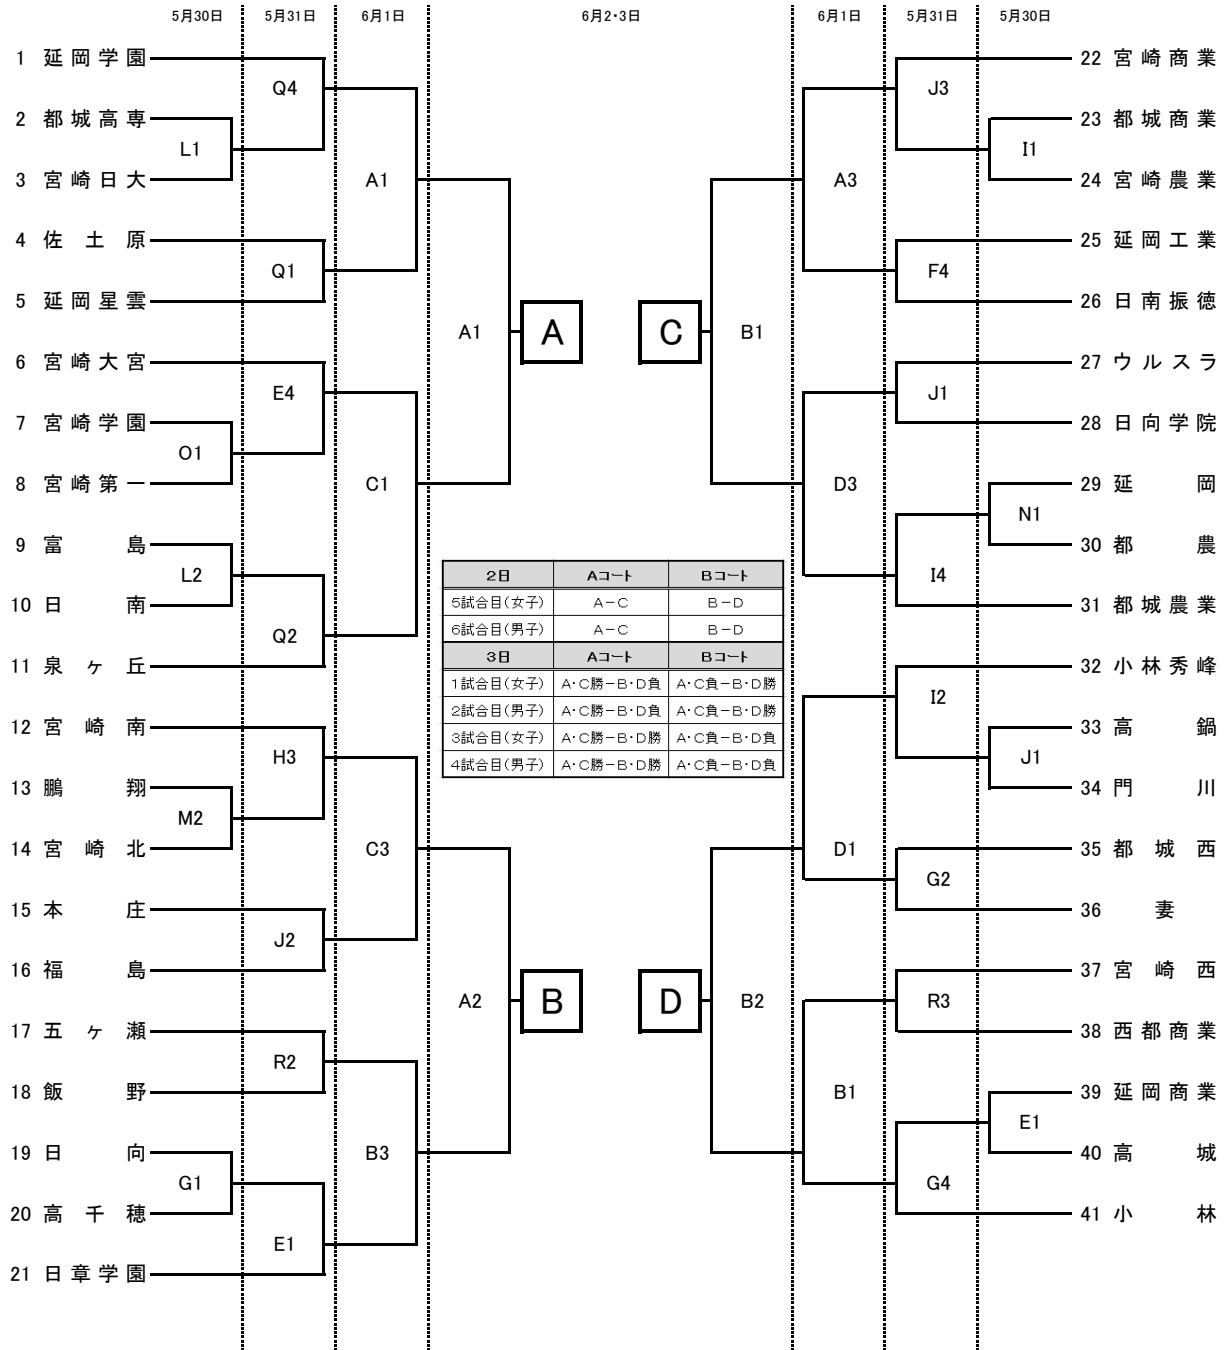 5月30日 5月31日 6月1日 6月2・3日 6月1日 5月31日 5月30日
1 延岡学園
Q4
2 都城高専
L1
3 宮崎日大
A1
4 佐土原
Q1
5 延岡星雲
A1
A
6 宮崎大宮
E4
7 宮崎学園
O1
8 宮崎第一
C1
9 富島
L2
10 日南
Q2
11 泉ヶ丘
12 宮崎南
H3
13 鵬翔
M2
14 宮崎北
C3
15 本庄
J2
16 福島
A2
B
17 五ヶ瀬
R2
18 飯野
19 日向
B3
G1
20 高千穂
E1
21 日章学園
2日 Aコート Bコート
5試合目(女子) A－C B－D
6試合目(男子) A－C B－D
3日 Aコート Bコート
1試合目(女子) A・C勝－B・D負 A・C負－B・D勝
2試合目(男子) A・C勝－B・D負 A・C負－B・D勝
3試合目(女子) A・C勝－B・D勝 A・C負－B・D負
4試合目(男子) A・C勝－B・D勝 A・C負－B・D負
22 宮崎商業
J3
23 都城商業
I1
24 宮崎農業
A3
25 延岡工業
F4
26 日南振徳
C
B1
27 ウルスラ
J1
28 日向学院
29 延岡
D3
N1
30 都農
I4
31 都城農業
32 小林秀峰
I2
33 高鍋
J1
34 門川
35 都城西
D1
G2
36 妻
37 宮崎西
D
B2
R3
38 西都商業
39 延岡商業
B1
E1
40 高城
G4
41 小林